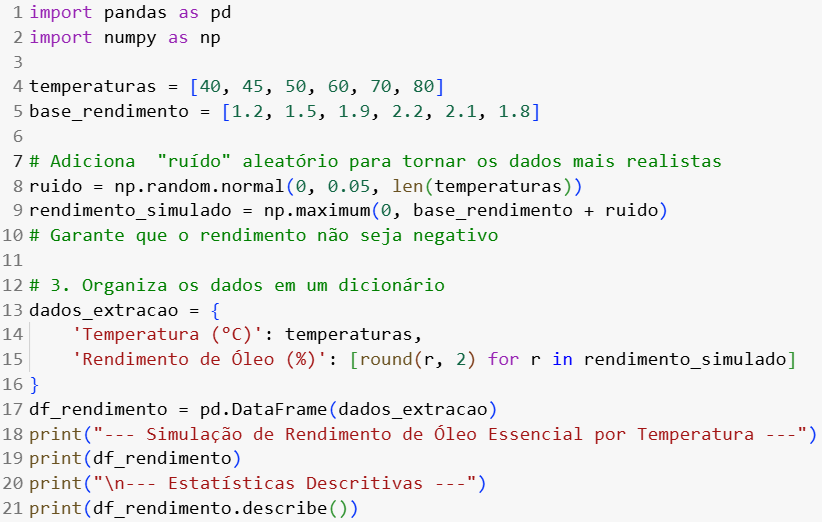 1 import pandas as pd
2 import numpy as np
3
4 temperaturas = [40, 45, 50, 60, 70, 80]
5 base_rendimento = [1.2, 1.5, 1.9, 2.2, 2.1, 1.8]
6
7 # Adiciona  "ruído" aleatório para tornar os dados mais realistas
8 ruido = np.random.normal(0, 0.05, len(temperaturas))
9 rendimento_simulado = np.maximum(0, base_rendimento + ruido)
10 # Garante que o rendimento não seja negativo
11
12 # 3. Organiza os dados em um dicionário
13 dados_extracao = {
14     'Temperatura (°C)': temperaturas,
15     'Rendimento de Óleo (%)': [round(r, 2) for r in rendimento_simulado]
16 }
17 df_rendimento = pd.DataFrame(dados_extracao)
18 print("--- Simulação de Rendimento de Óleo Essencial por Temperatura ---")
19 print(df_rendimento)
20 print("\n--- Estatísticas Descritivas ---")
21 print(df_rendimento.describe())